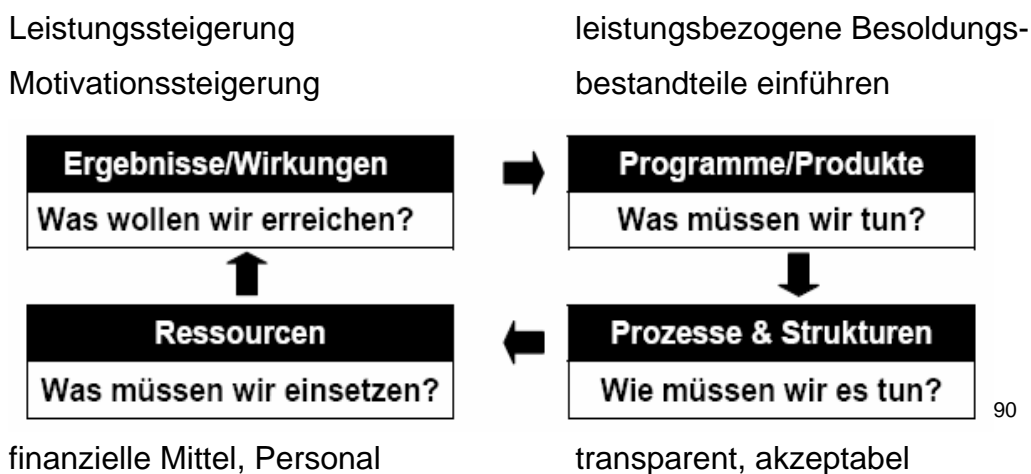 Leistungssteigerung
leistungsbezogene Besoldungs-
Motivationssteigerung
bestandteile einführen
Ergebnisse/Wirkungen
Was wollen wir erreichen?
Programme/Produkte
Was müssen wir tun?
Ressourcen
Was müssen wir einsetzen?
Prozesse & Strukturen
Wie müssen wir es tun?
90
finanzielle Mittel, Personal
transparent, akzeptabel